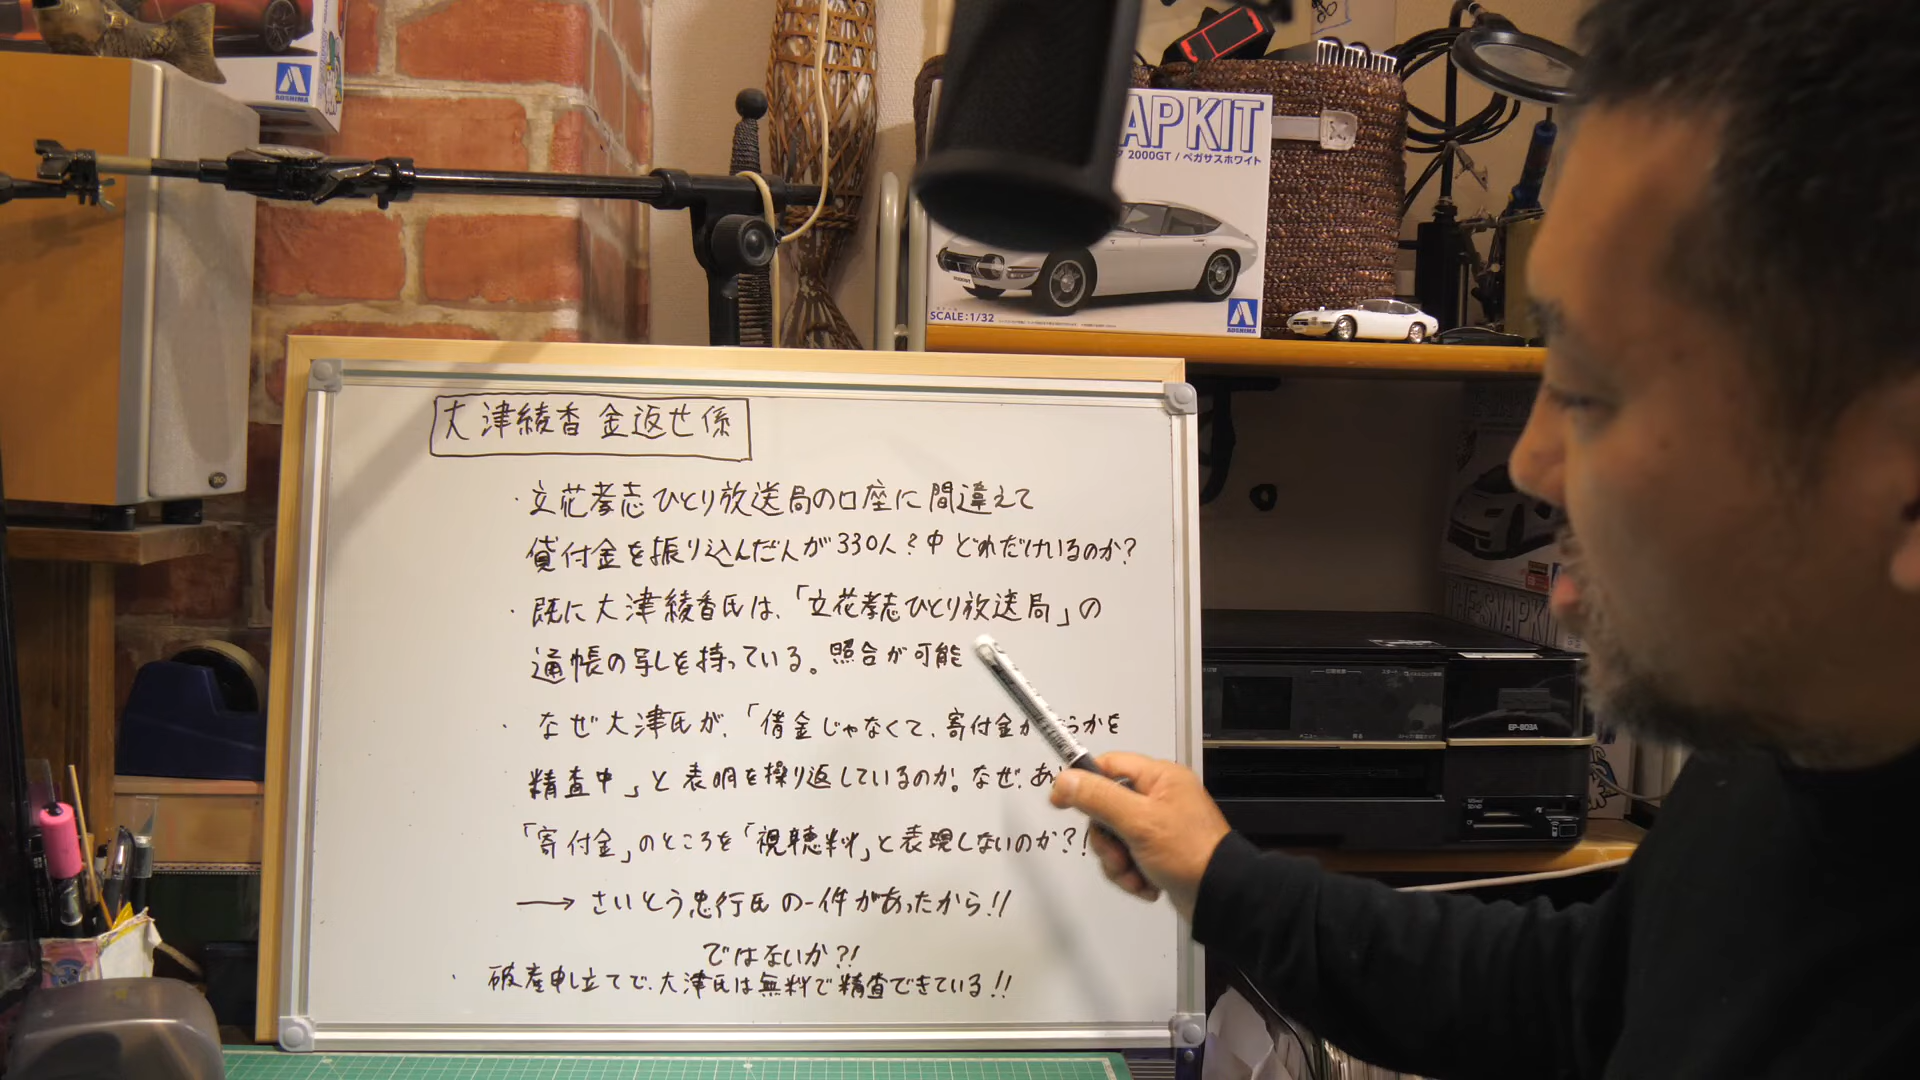 AOSHIMA
APKIT
2000GT / ペガサスホワイト
SCALE:1/32
AOSHIMA
大津綾香 金返せ係
・立花孝志ひとり放送局の口座に間違えて
貸付金を振り込んだ人が330人?中どれだけいるのか?
・既に大津綾香氏は、「立花孝志ひとり放送局」の
通帳の写しを持っている。照合が可能
・なぜ大津氏が、「借金じゃなくて、寄付金か うかを
精査中」と表明を繰り返しているのか。なぜ、あ
「寄付金」のところを「視聴料」と表現しないのか?!
→ さいとう忠行氏の一件があったから!!
ではないか?!
・破産申し立てで、大津氏は無料で精査できている!!
EP-803A